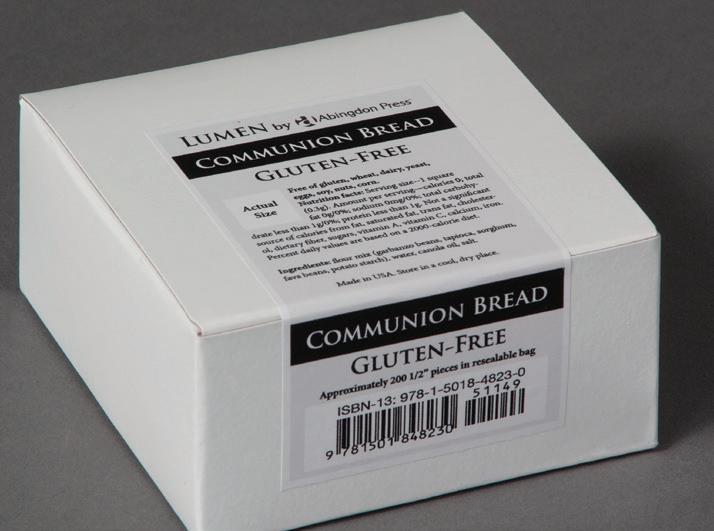 LUMEN by Abingdon Press
COMMUNION BREAD
GLUTEN-FREE
Actual
Size
Free of gluten, wheat, dairy, yeast,
eggs, soy, nuts, corn.
Nutrition facts: Serving size--1 square
(0.3g). Amount per serving--calories 0, total
fat 0g/0%, sodium 0mg/0%, total carbohy-
drate less than 1g/0%, protein less than 1g. Not a significant
source of calories from fat, saturated fat, trans fat, cholester-
ol, dietary fiber, sugars, vitamin A, vitamin C, calcium, iron.
Percent daily values are based on a 2000-calorie diet.
Ingredients: flour mix (garbanzo beans, tapioca, sorghum,
fava beans, potato starch), water, canola oil, salt.
Made in USA. Store in a cool, dry place.
COMMUNION BREAD
GLUTEN-FREE
Approximately 200 1/2" pieces in resealable bag
ISBN-13: 978-1-5018-4823-0
51149
9 781501 848230